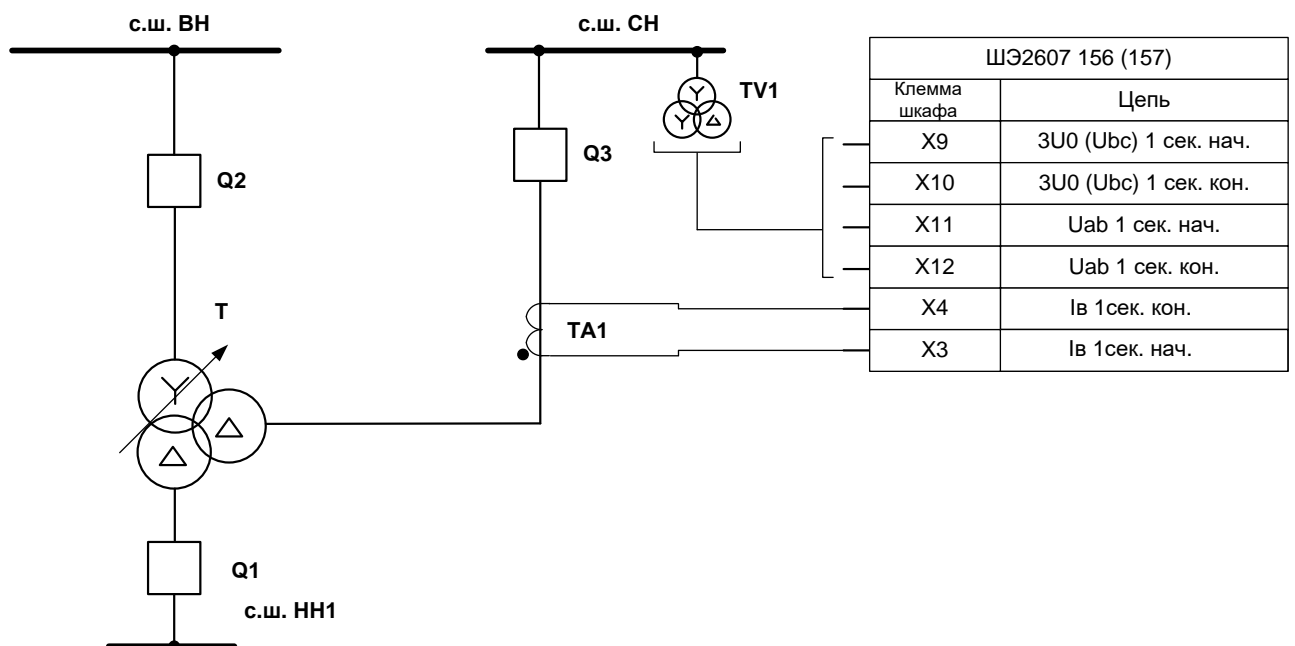 с.ш. ВН
с.ш. СН
ШЭ2607 156 (157)
Клемма
шкафа
Цепь
TV1
X9
3U0 (Ubc) 1 сек. нач.
Q3
Q2
X10
3U0 (Ubc) 1 сек. кон.
X11
Uab 1 сек. нач.
X12
Uab 1 сек. кон.
T
TA1
X4
Iв 1сек. кон.
X3
Iв 1сек. нач.
Q1
с.ш. НН1